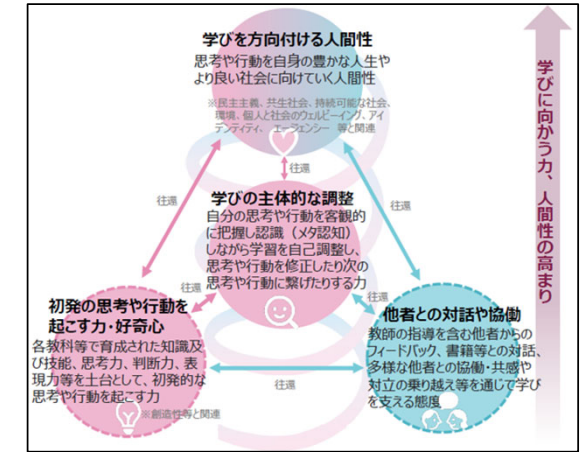 学びを方向付ける人間性
思考や行動を自身の豊かな人生や
より良い社会に向けていく人間性
※民主主義、共生社会、持続可能な社会、
環境、個人と社会のウェルビーイング、アイ
デンティティ、エージェンシー 等と関連
往還
往還
往還
学びの主体的な調整
自分の思考や行動を客観的
に把握し認識（メタ認知）
しながら学習を自己調整し、
思考や行動を修正したり次の
思考や行動に繋げたりする力
往還
往還
初発の思考や行動を
起こす力・好奇心
各教科等で育成された知識及
び技能、思考力、判断力、表
現力等を土台として、初発的な
思考や行動を起こす力
※創造性等と関連
往還
他者との対話や協働
教師の指導を含む他者からの
フィードバック、書籍等との対話、
多様な他者との協働・共感や
対立の乗り越え等を通じて学び
を支える態度
学びに向かう力、人間性の高まり